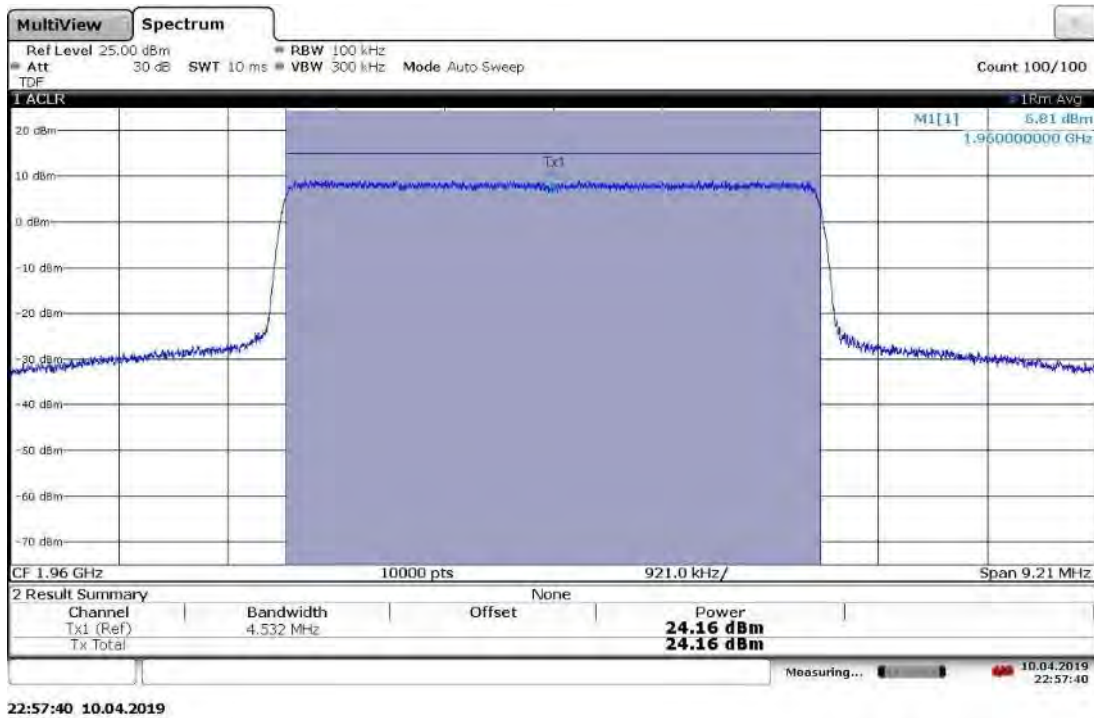 MultiView Spectrum
Ref Level 25.00 dBm RBW 100 kHz
Att 30 dB SWT 10 ms VBW 300 kHz Mode Auto Sweep Count 100/100
TDF
1 ACLR 1Rm Avg
M1[1] 6.81 dBm
1.960000000 GHz
20 dBm
Tx1
10 dBm
0 dBm
-10 dBm
-20 dBm
-30 dBm
-40 dBm
-50 dBm
-60 dBm
-70 dBm
CF 1.96 GHz 10000 pts 921.0 kHz/ Span 9.21 MHz
2 Result Summary None
Channel Bandwidth Offset Power
Tx1 (Ref) 4.532 MHz 24.16 dBm
Tx Total 24.16 dBm
Measuring... 10.04.2019
22:57:40
22:57:40 10.04.2019